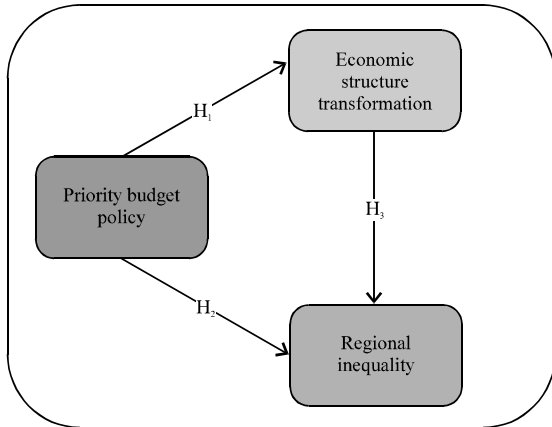 Economic
structure
transformation
H₁
Priority budget
policy
H₃
H₂
Regional
inequality